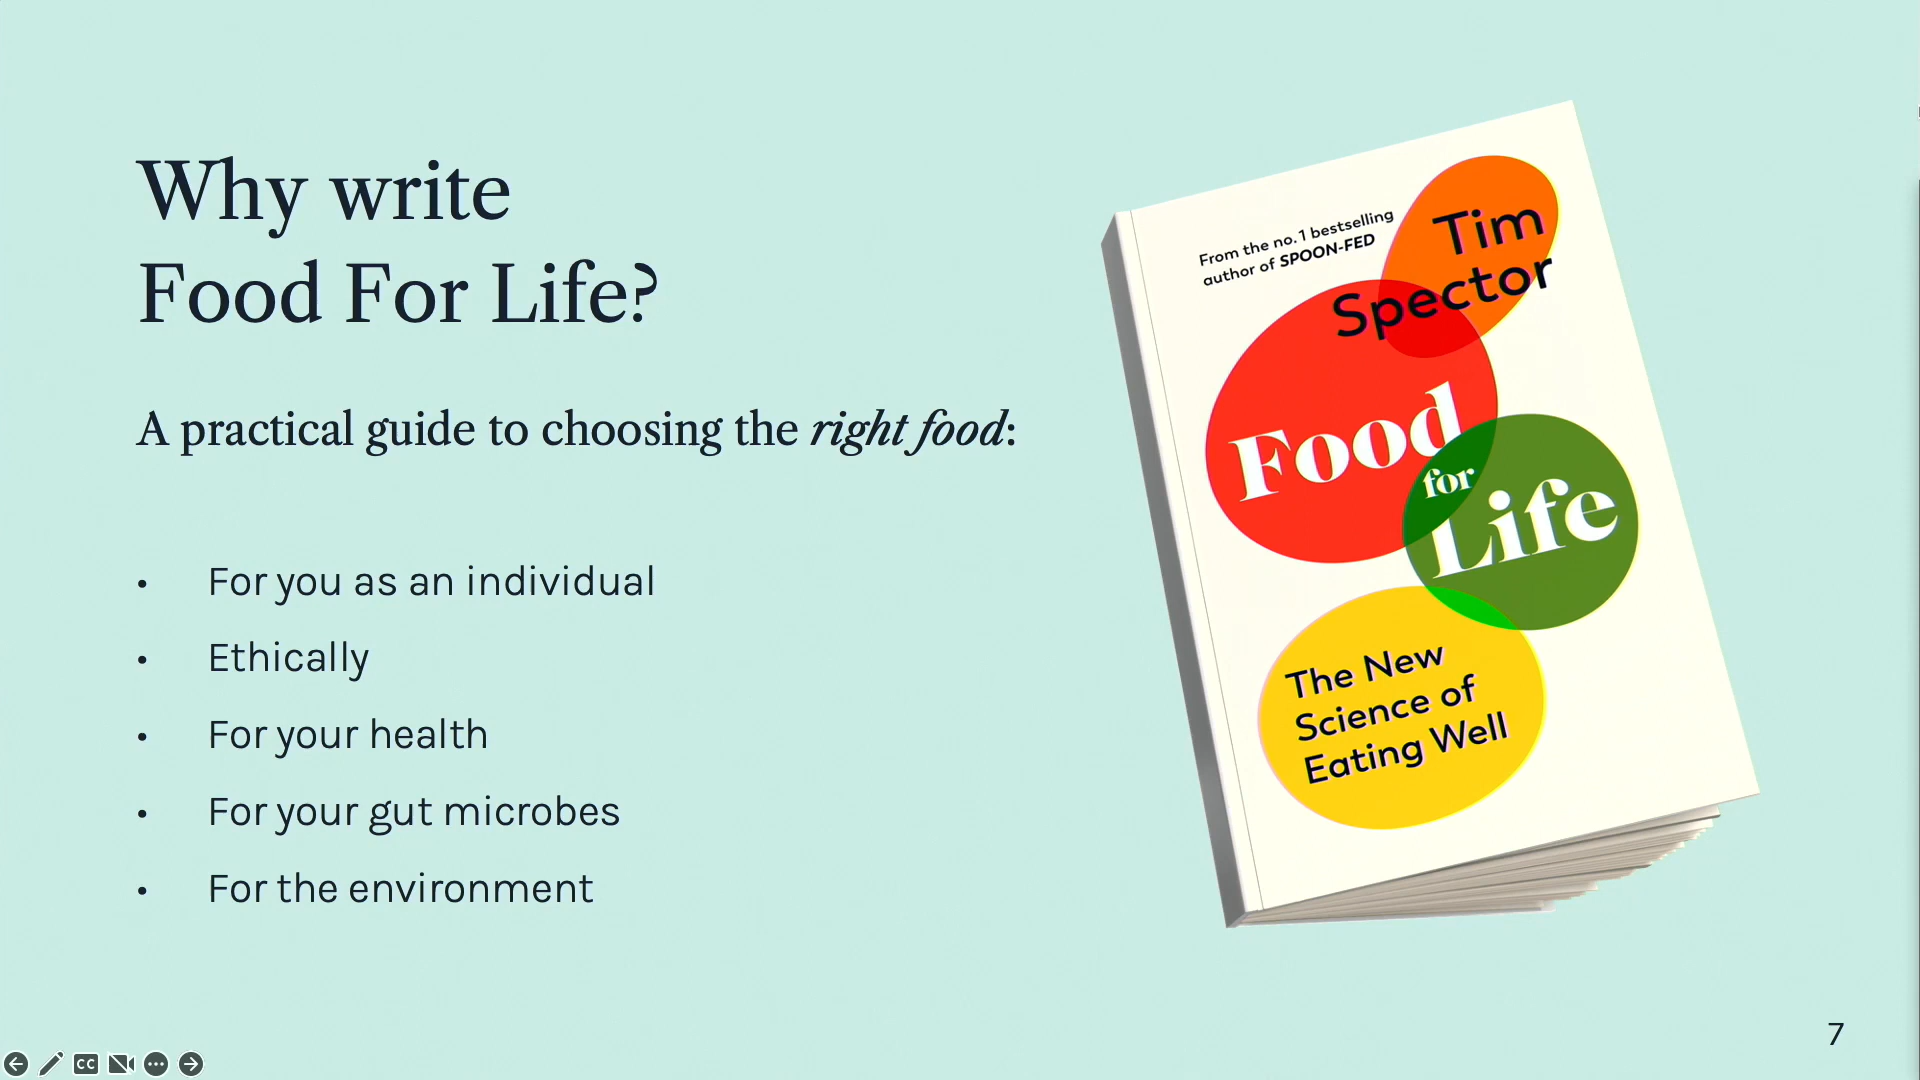 Why write
Food For Life?
A practical guide to choosing the right food:
• For you as an individual
• Ethically
• For your health
• For your gut microbes
• For the environment
From the no. 1 bestselling
author of SPOON-FED
Tim
Spector
Food
for
Life
The New
Science of
Eating Well
7
CC